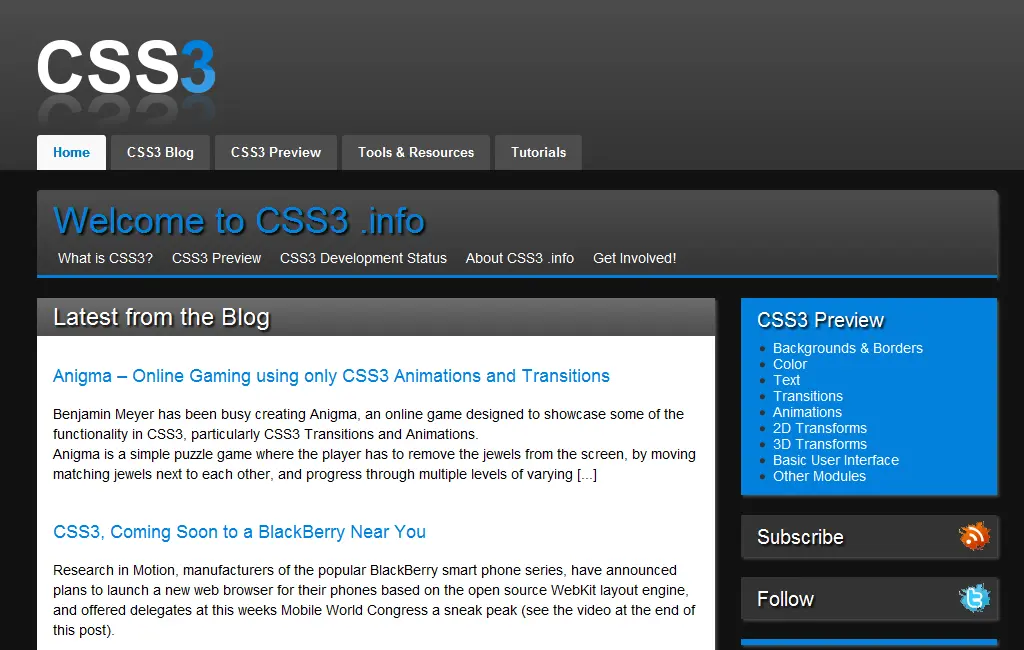 CSS3
Home CSS3 Blog CSS3 Preview Tools & Resources Tutorials
Welcome to CSS3 .info
What is CSS3? CSS3 Preview CSS3 Development Status About CSS3 .info Get Involved!
Latest from the Blog
Anigma – Online Gaming using only CSS3 Animations and Transitions
Benjamin Meyer has been busy creating Anigma, an online game designed to showcase some of the
functionality in CSS3, particularly CSS3 Transitions and Animations.
Anigma is a simple puzzle game where the player has to remove the jewels from the screen, by moving
matching jewels next to each other, and progress through multiple levels of varying [...]
CSS3, Coming Soon to a BlackBerry Near You
Research in Motion, manufacturers of the popular BlackBerry smart phone series, have announced
plans to launch a new web browser for their phones based on the open source WebKit layout engine,
and offered delegates at this weeks Mobile World Congress a sneak peak (see the video at the end of
this post).
CSS3 Preview
Backgrounds & Borders
Color
Text
Transitions
Animations
2D Transforms
3D Transforms
Basic User Interface
Other Modules
Subscribe
Follow